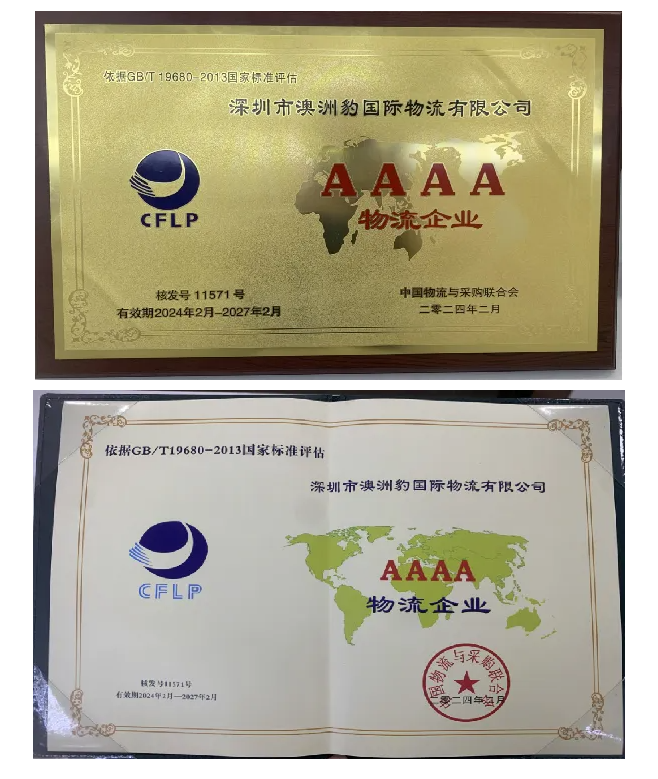 依据GB/T 19680-2013国家标准评估
深圳市澳洲豹国际物流有限公司
CFLP
AAAA
物流企业
核发号 11571 号
有效期2024年2月-2027年2月
中国物流与采购联合会
二零二四年二月
依据GB/T19680-2013国家标准评估
深圳市澳洲豹国际物流有限公司
CFLP
AAAA
物流企业
中国物流与采购联合会
核发号11571号
有效期2024年2月—2027年2月
二零二四年二月